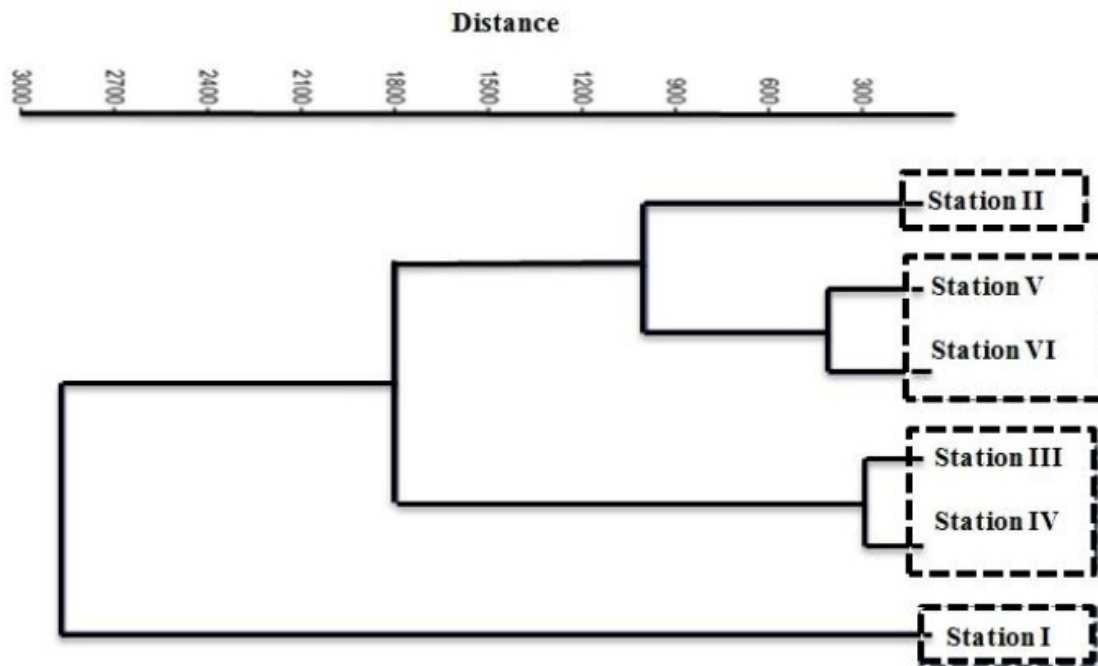 Distance
3000 2700 2400 2100 1800 1500 1200 900 600 300
Station II
Station V
Station VI
Station III
Station IV
Station I